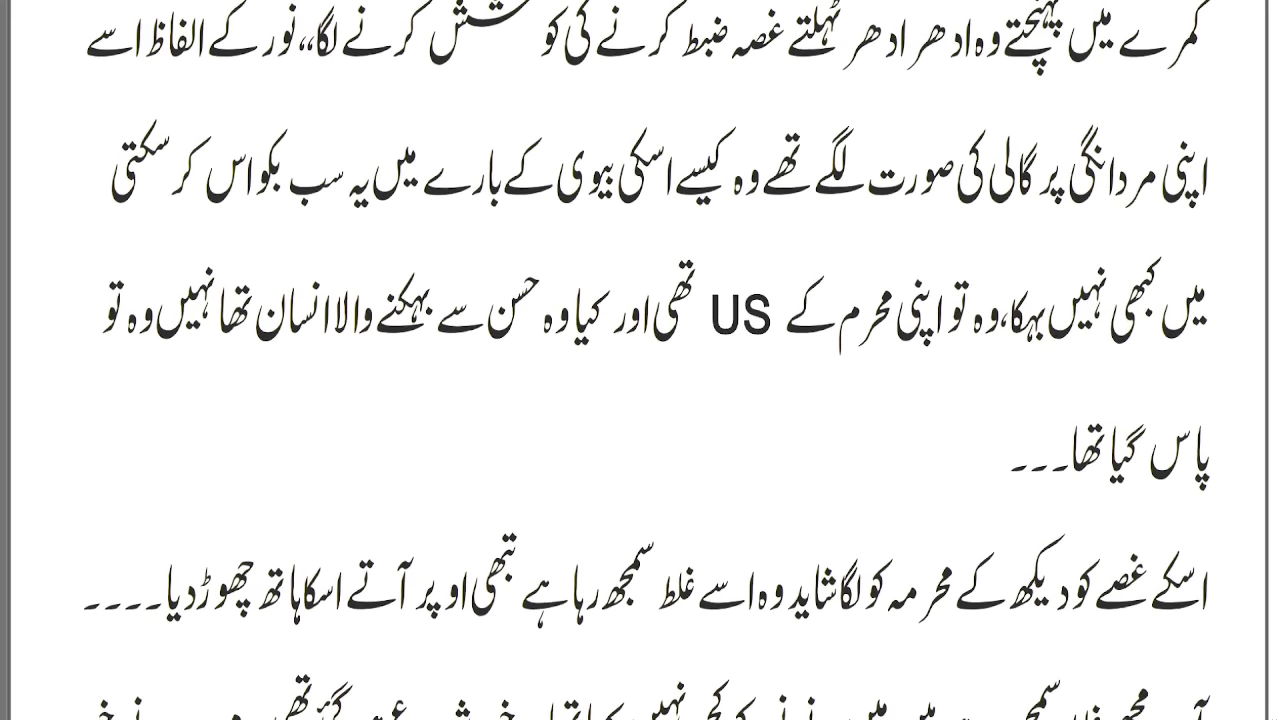 کمرے میں پہنچتے وہ ادھر ادھر ٹہلتے غصہ ضبط کرنے کی کوشش کرنے لگا،،نور کے الفاظ اسے
اپنی مردانگی پر گالی کی صورت لگے تھے وہ کیسے اسکی بیوی کے بارے میں یہ سب بکواس کر سکتی
تھی اور کیا وہ حسن سے بہکنے والا انسان تھا نہیں وہ تو US میں کبھی نہیں بہکا،وہ تو اپنی محرم کے
پاس گیا تھا۔۔۔
اسکے غصے کو دیکھ کے محرمہ کو لگا شاید وہ اسے غلط سمجھ رہا ہے تبھی اوپر آتے اسکا ہاتھ چھوڑ دیا۔۔۔۔